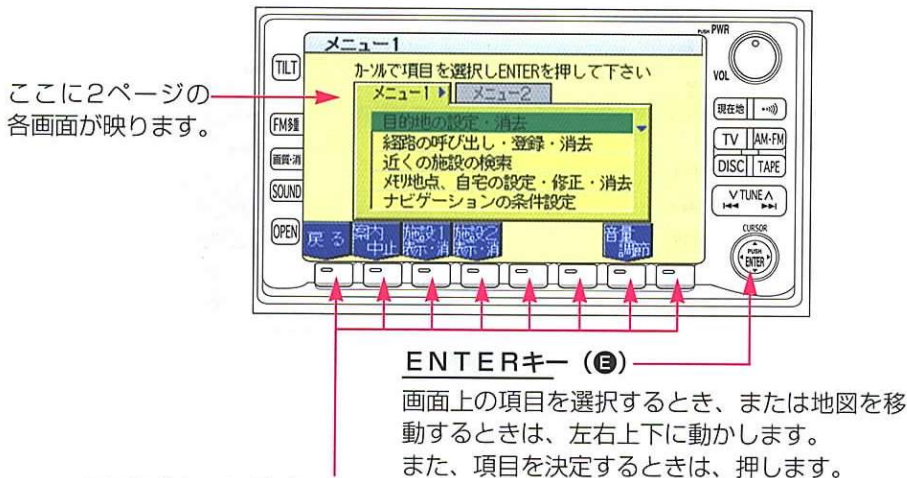 PUSH PWR
メニュー1
TILT
カーソルで項目を選択しENTERを押して下さい
VOL
ここに2ページの
各画面が映ります。
メニュー1
メニュー2
現在地
FM多重
目的地の設定・消去
経路の呼び出し・登録・消去
TV
AM・FM
画質・消
近くの施設の検索
DISC
TAPE
SOUND
メモリ地点、自宅の設定・修正・消去
ナビゲーションの条件設定
∨TUNE∧
OPEN
戻る
案内中止
施設1表示・消
施設2表示・消
音量調節
CURSOR
PUSH
ENTER
ENTERキー(E)
画面上の項目を選択するとき、または地図を移
動するときは、左右上下に動かします。
また、項目を決定するときは、押します。